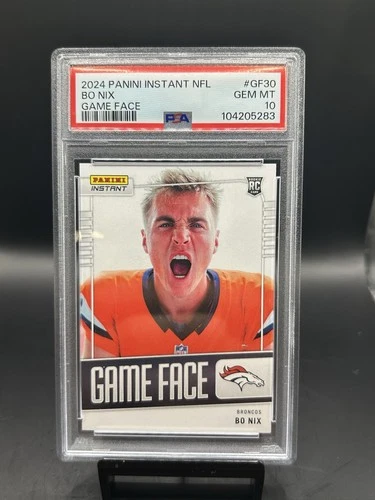 2024 PANINI INSTANT NFL #GF30
BO NIX GEM MT
GAME FACE 10
PSA 104205283
PANINI
INSTANT
RC
NFL
GAME FACE
BRONCOS
BO NIX